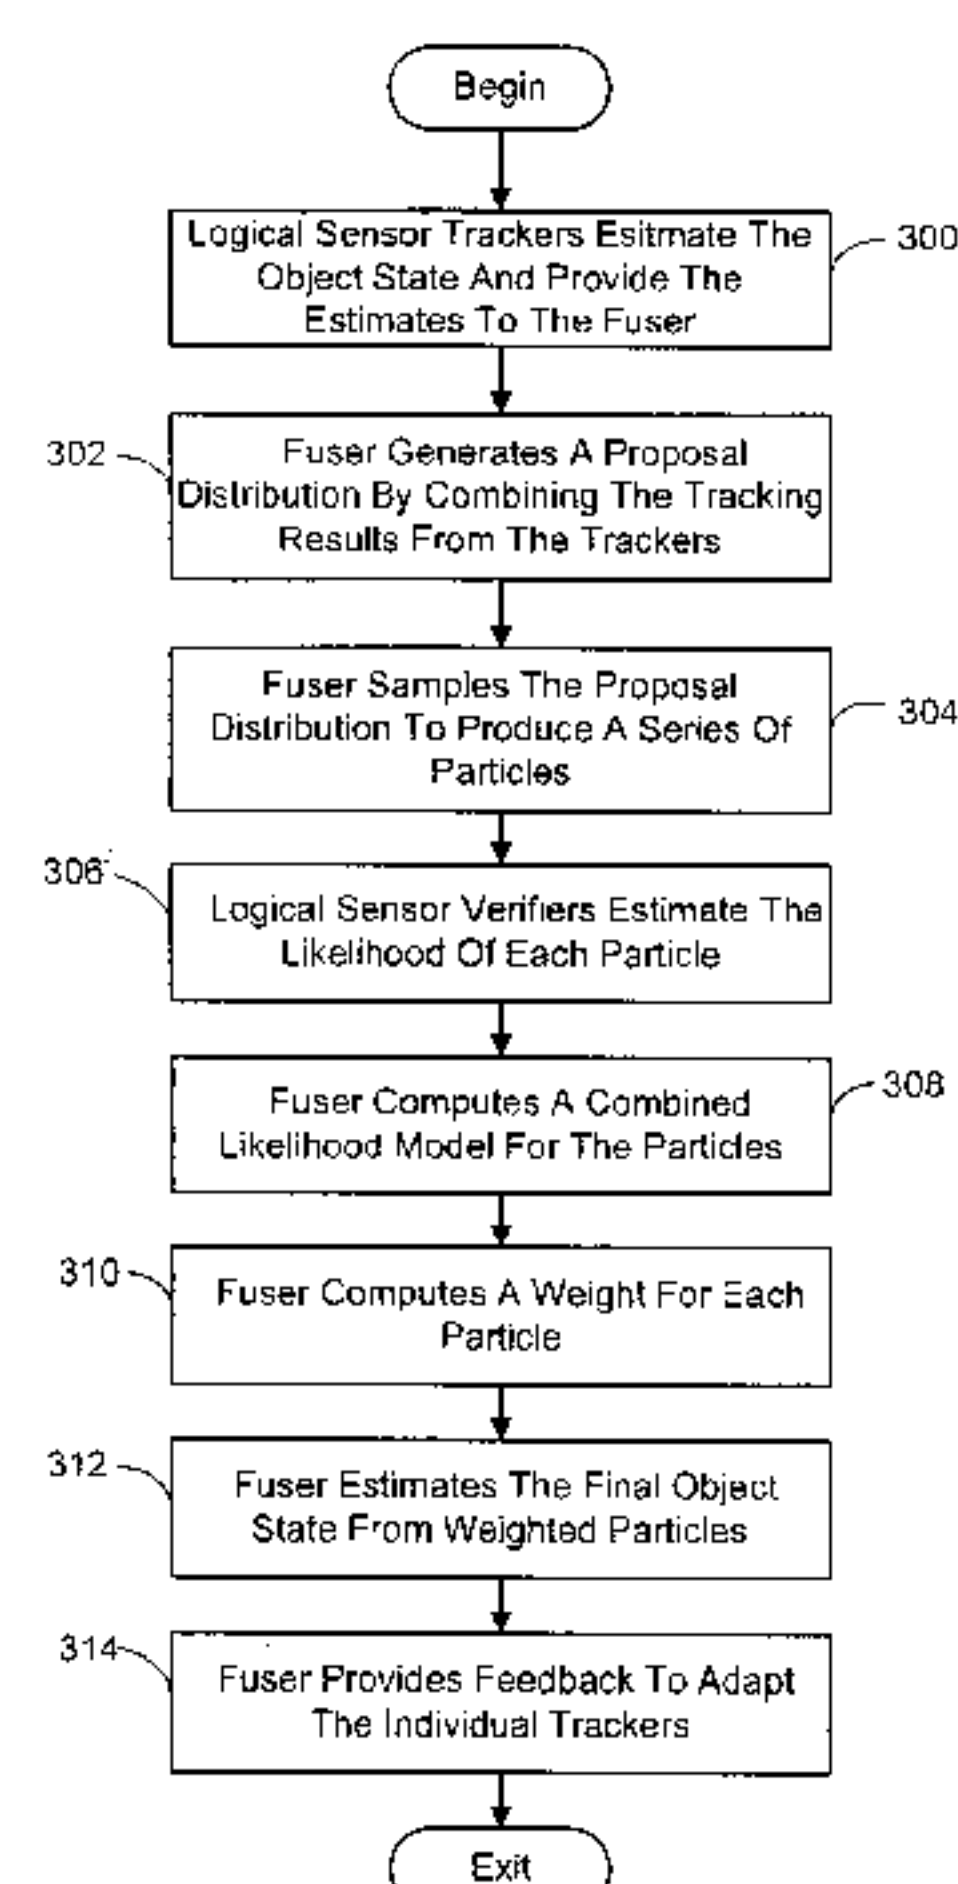 Begin
Logical Sensor Trackers Esitmate The
Object State And Provide The
Estimates To The Fuser
300
302
Fuser Generates A Proposal
Distribution By Combining The Tracking
Results From The Trackers
Fuser Samples The Proposal
Distribution To Produce A Series Of
Particles
304
306
Logical Sensor Verifiers Estimate The
Likelihood Of Each Particle
Fuser Computes A Combined
Likelihood Model For The Particles
308
310
Fuser Computes A Weight For Each
Particle
312
Fuser Estimates The Final Object
State From Weighted Particles
314
Fuser Provides Feedback To Adapt
The Individual Trackers
Exit